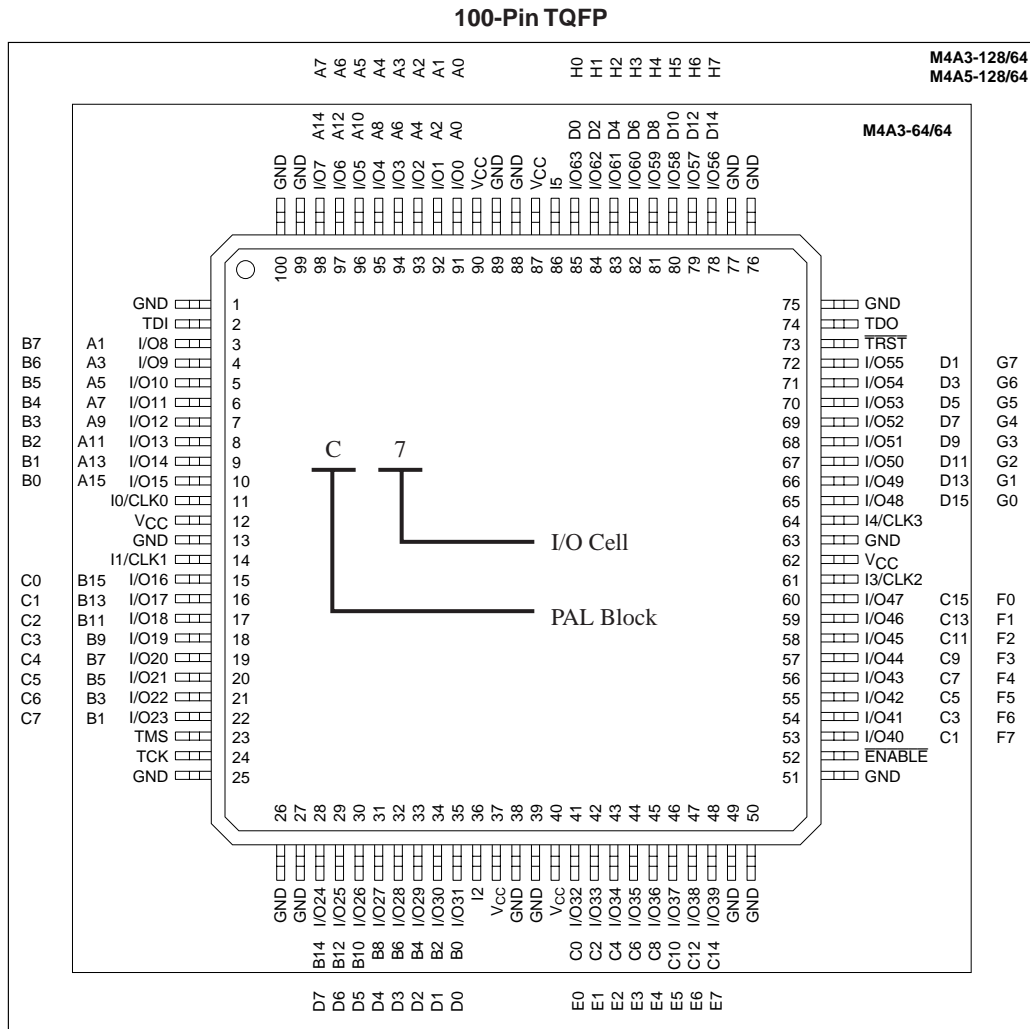 100-Pin TQFP
M4A3-128/64
M4A5-128/64
A7 A6 A5 A4 A3 A2 A1 A0 H0 H1 H2 H3 H4 H5 H6 H7
M4A3-64/64
A14 A12 A10 A8 A6 A4 A2 A0 D0 D2 D4 D6 D8 D10 D12 D14
GND GND I/O7 I/O6 I/O5 I/O4 I/O3 I/O2 I/O1 I/O0 VCC GND GND VCC I5 I/O63 I/O62 I/O61 I/O60 I/O59 I/O58 I/O57 I/O56 GND GND
100 99 98 97 96 95 94 93 92 91 90 89 88 87 86 85 84 83 82 81 80 79 78 77 76
GND 1 75 GND
TDI 2 74 TDO
B7 A1 I/O8 3 73 TRST
B6 A3 I/O9 4 72 I/O55 D1 G7
B5 A5 I/O10 5 71 I/O54 D3 G6
B4 A7 I/O11 6 70 I/O53 D5 G5
B3 A9 I/O12 7 69 I/O52 D7 G4
B2 A11 I/O13 8 68 I/O51 D9 G3
B1 A13 I/O14 9 67 I/O50 D11 G2
B0 A15 I/O15 10 66 I/O49 D13 G1
I0/CLK0 11 65 I/O48 D15 G0
VCC 12 64 I4/CLK3
GND 13 63 GND
I1/CLK1 14 62 VCC
C0 B15 I/O16 15 61 I3/CLK2
C1 B13 I/O17 16 60 I/O47 C15 F0
C2 B11 I/O18 17 59 I/O46 C13 F1
C3 B9 I/O19 18 58 I/O45 C11 F2
C4 B7 I/O20 19 57 I/O44 C9 F3
C5 B5 I/O21 20 56 I/O43 C7 F4
C6 B3 I/O22 21 55 I/O42 C5 F5
C7 B1 I/O23 22 54 I/O41 C3 F6
TMS 23 53 I/O40 C1 F7
TCK 24 52 ENABLE
GND 25 51 GND
C 7
I/O Cell
PAL Block
26 27 28 29 30 31 32 33 34 35 36 37 38 39 40 41 42 43 44 45 46 47 48 49 50
GND GND I/O24 I/O25 I/O26 I/O27 I/O28 I/O29 I/O30 I/O31 I2 VCC GND GND VCC I/O32 I/O33 I/O34 I/O35 I/O36 I/O37 I/O38 I/O39 GND GND
B14 B12 B10 B8 B6 B4 B2 B0 C0 C2 C4 C6 C8 C10 C12 C14
D7 D6 D5 D4 D3 D2 D1 D0 E0 E1 E2 E3 E4 E5 E6 E7